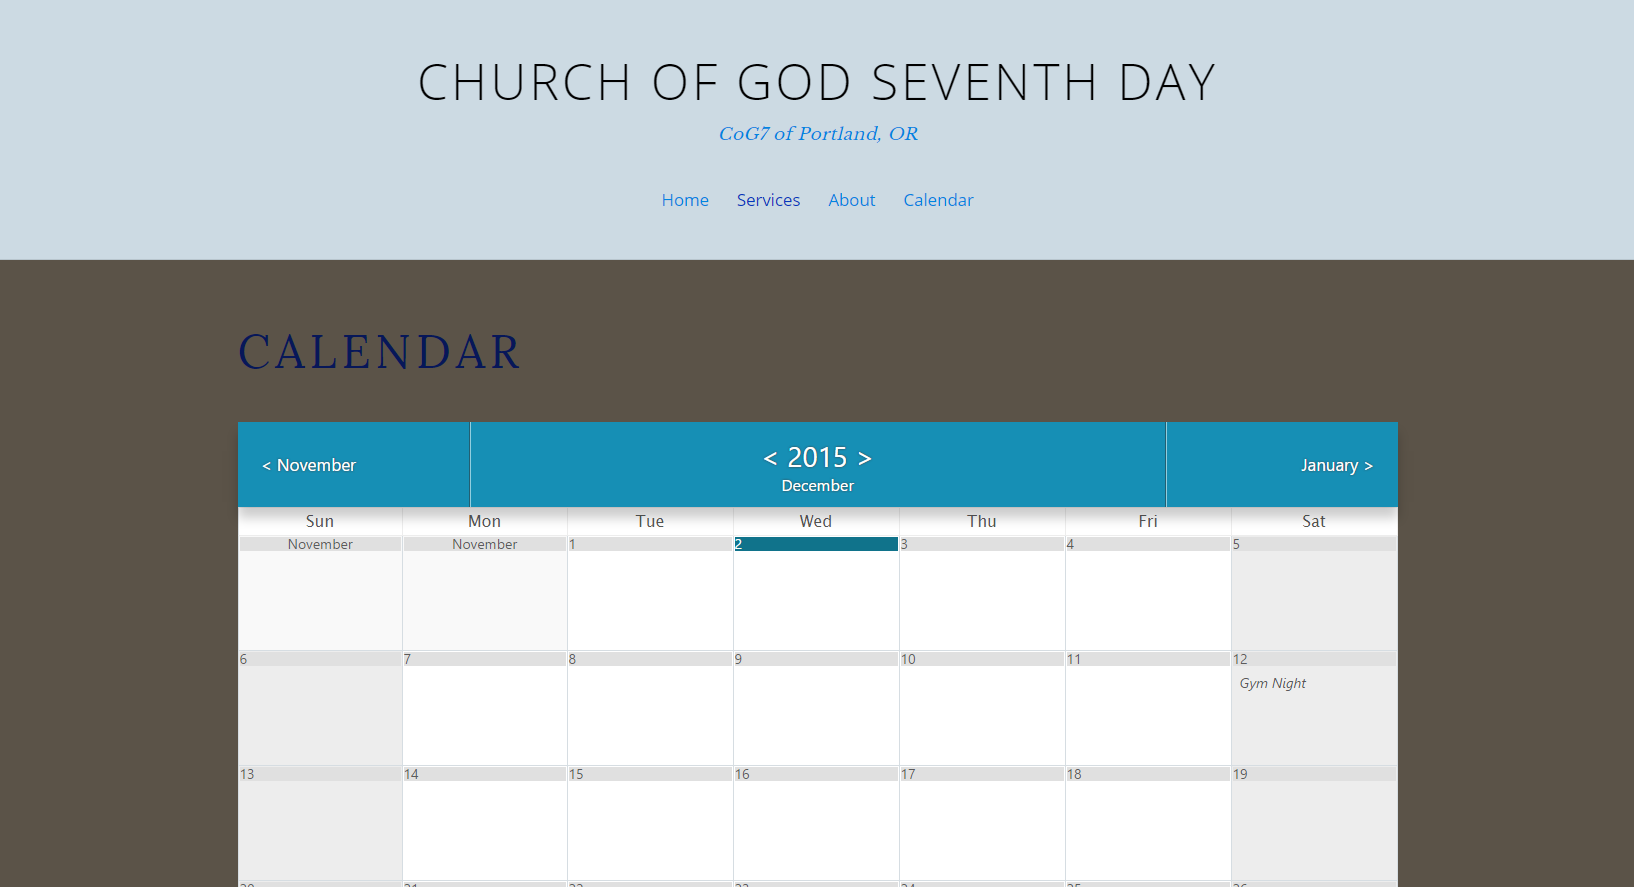 CHURCH OF GOD SEVENTH DAY
CoG7 of Portland, OR
Home Services About Calendar
CALENDAR
< November < 2015 > January >
December
Sun Mon Tue Wed Thu Fri Sat
November November 1 2 3 4 5
6 7 8 9 10 11 12
Gym Night
13 14 15 16 17 18 19